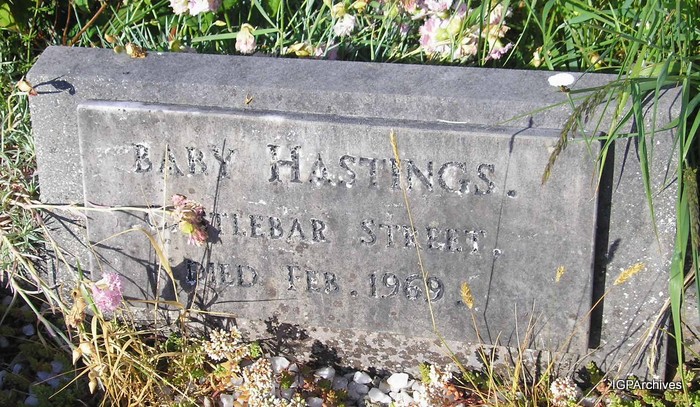 BABY HASTINGS.
STREET.
DIED FEB. 1969.
©IGPArchives